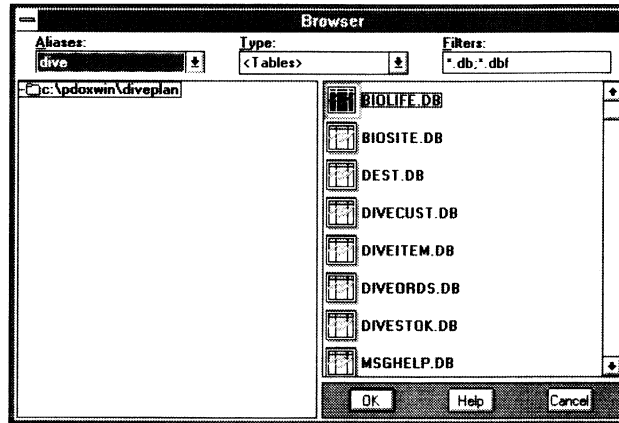 Browser
Aliases: Type: Filters:
dive <Tables> *.db;*.dbf
c:\pdoxwin\diveplan
BIOLIFE.DB
BIOSITE.DB
DEST.DB
DIVECUST.DB
DIVEITEM.DB
DIVEORDS.DB
DIVESTOK.DB
MSGHELP.DB
OK Help Cancel